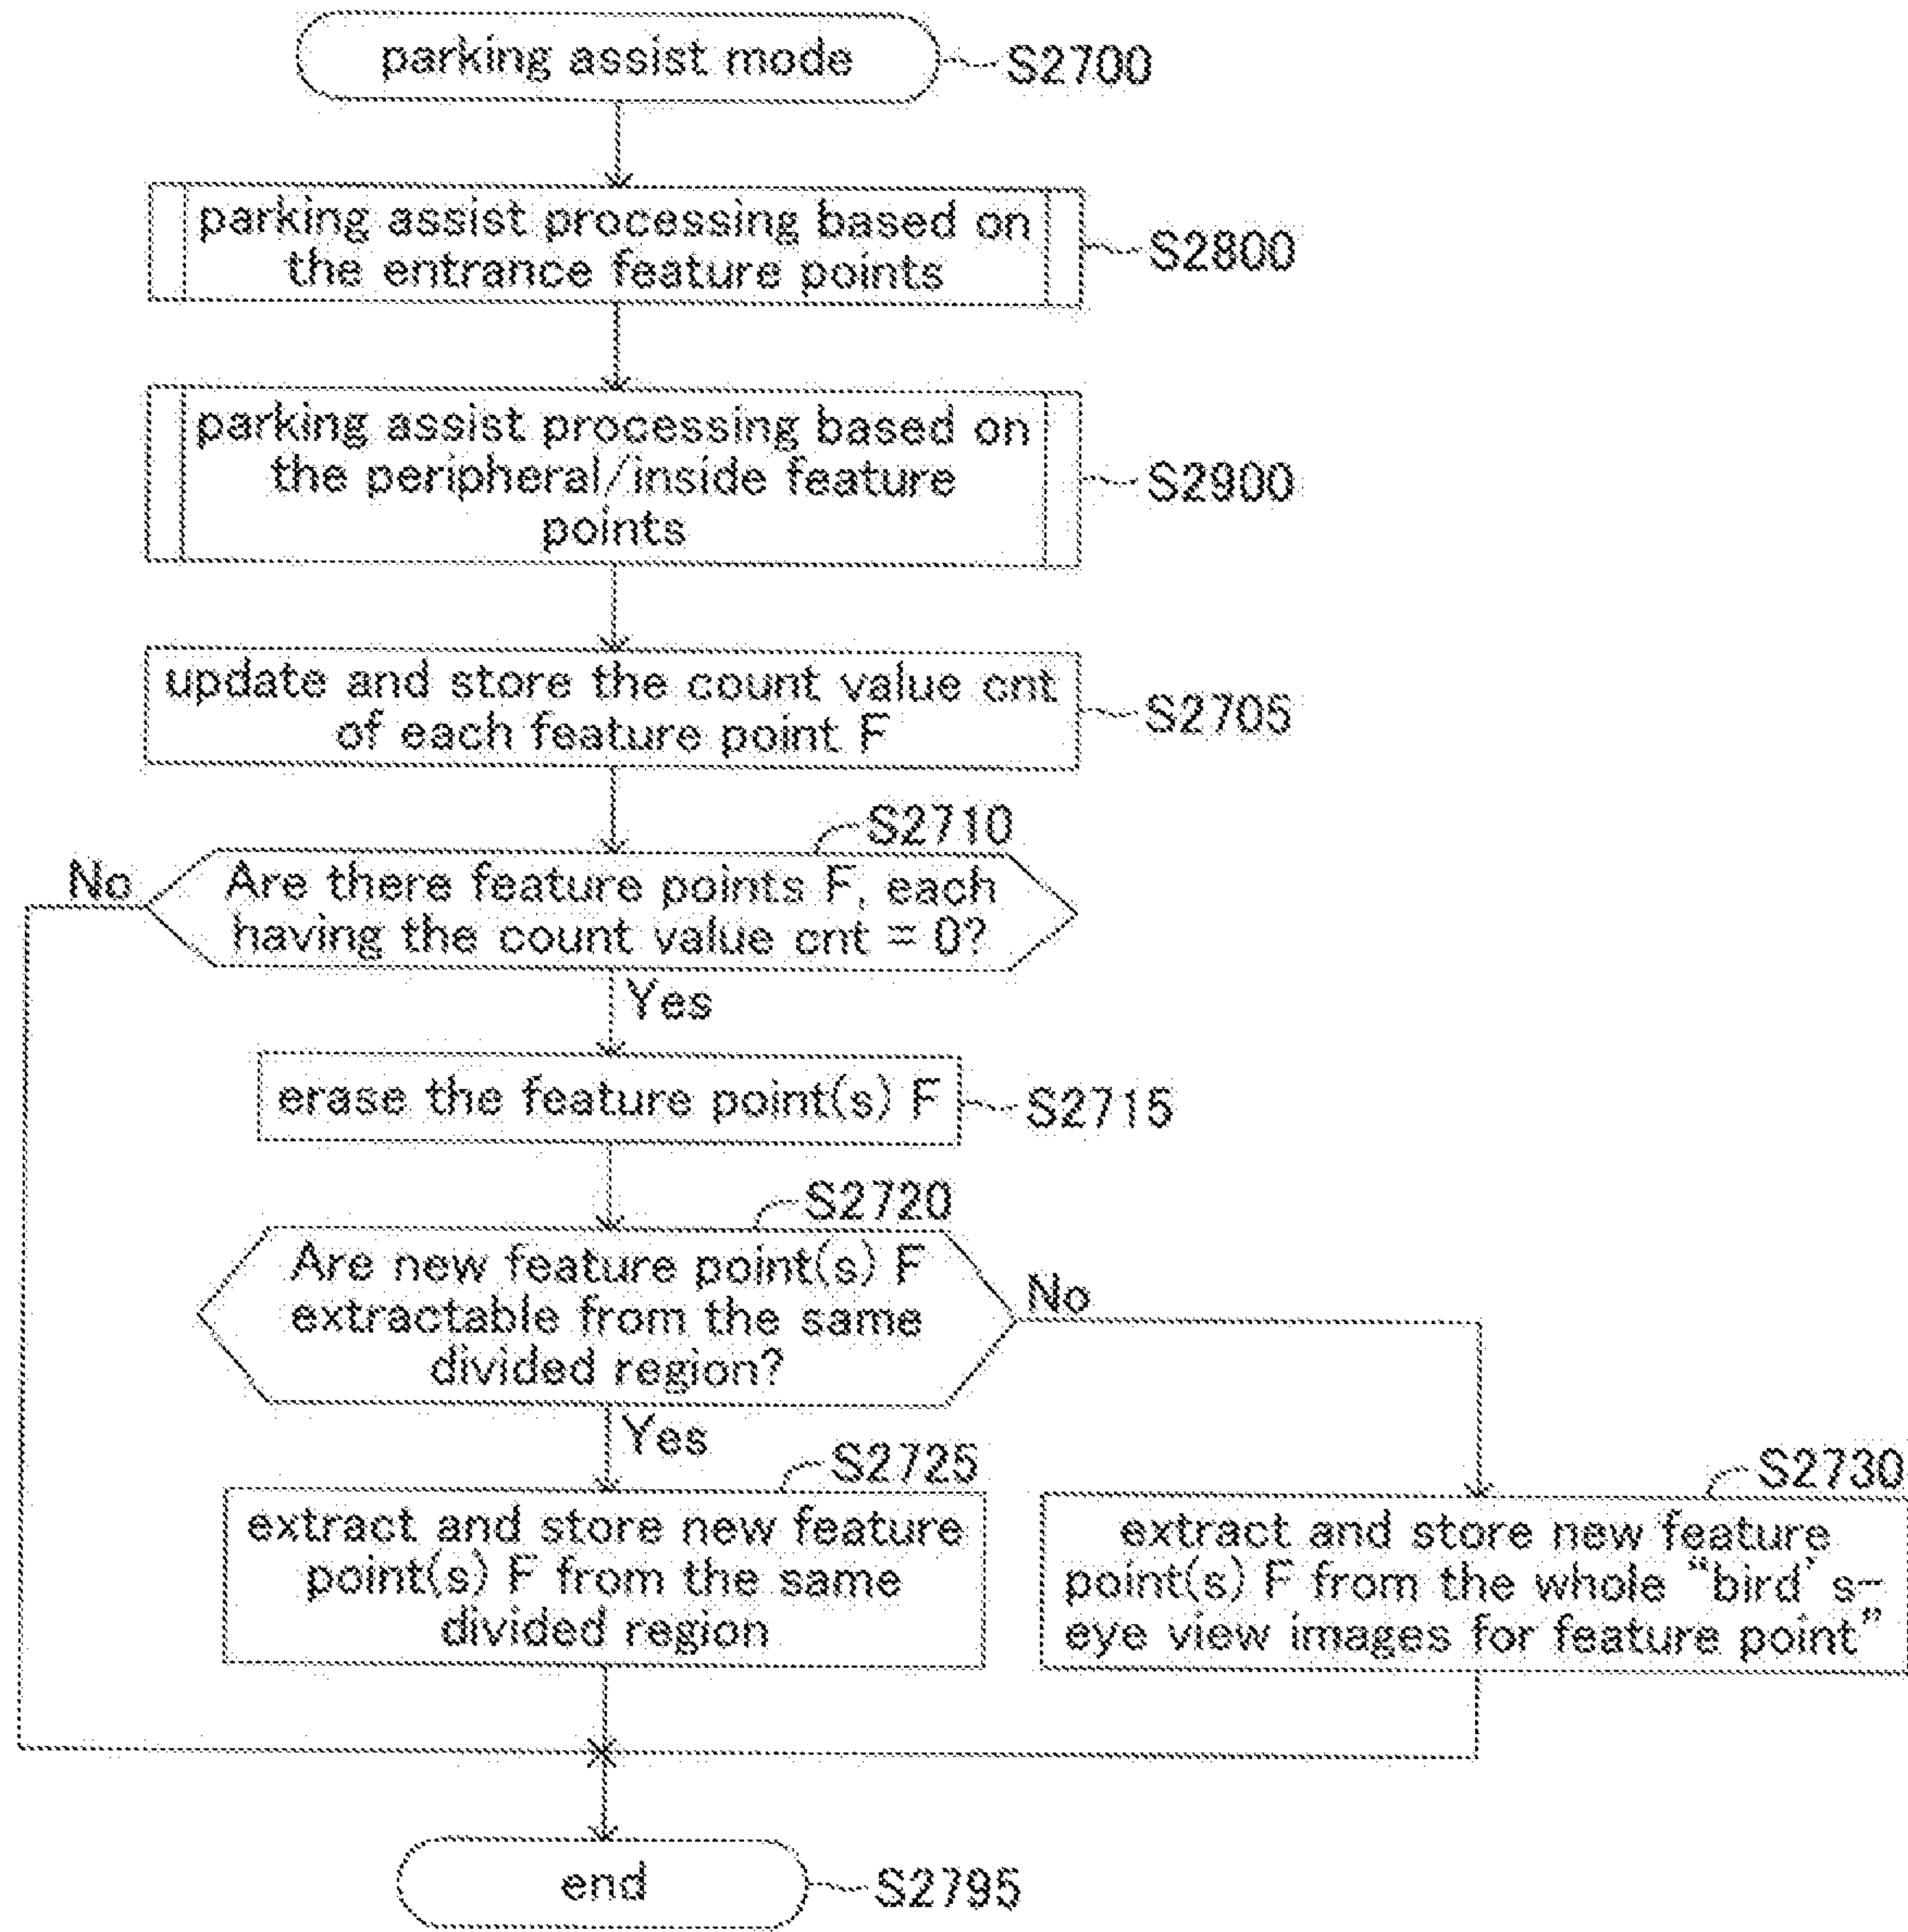 parking assist mode
S2700
parking assist processing based on
the entrance feature points
S2800
parking assist processing based on
the peripheral/inside feature
points
S2900
update and store the count value cnt
of each feature point F
S2705
S2710
No
Are there feature points F, each
having the count value cnt = 0?
Yes
erase the feature point(s) F
S2715
S2720
Are new feature point(s) F
extractable from the same
divided region?
No
Yes
S2725
extract and store new feature
point(s) F from the same
divided region
S2730
extract and store new feature
point(s) F from the whole “bird’s-
eye view images for feature point”
end
S2795